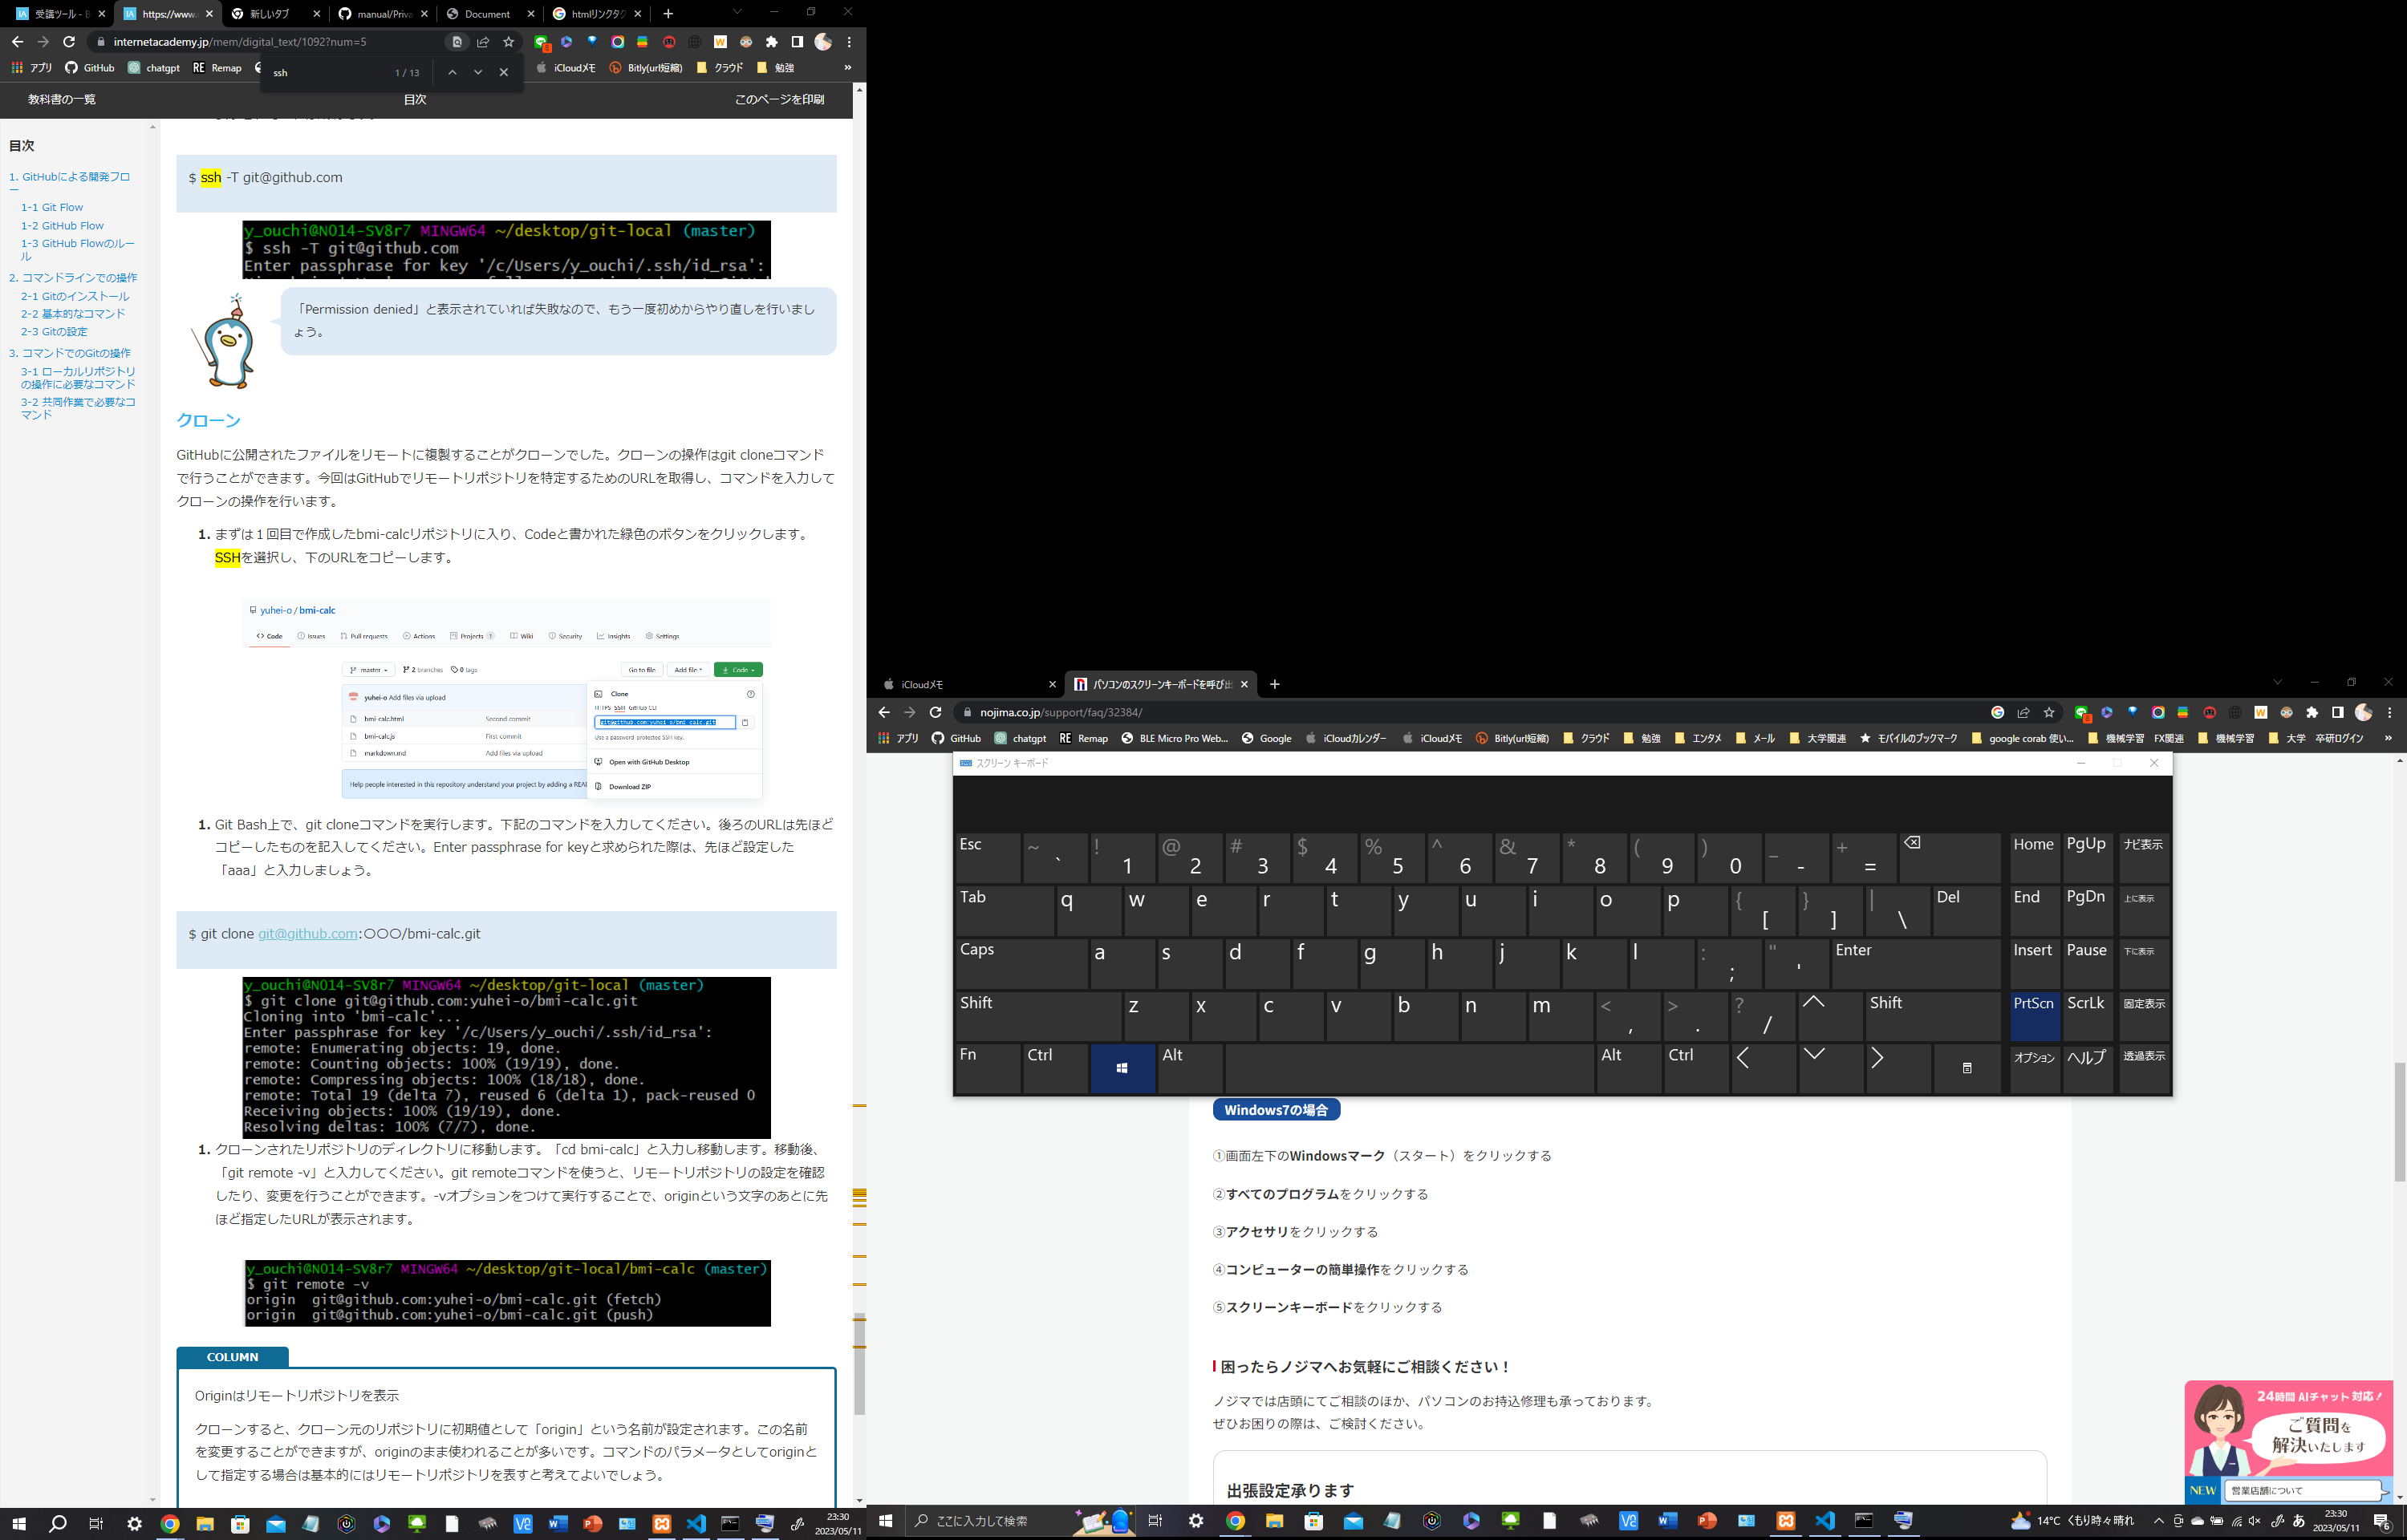 受講ツール - B
https://www.
新しいタブ
manual/Priva
Document
htmlリンクタグ
internetacademy.jp/mem/digital_text/1092?num=5
アプリ
GitHub
chatgpt
Remap
ssh
1 / 13
iCloudメモ
Bitly(url短縮)
クラウド
勉強
教科書の一覧
目次
このページを印刷
目次
1. GitHubによる開発フロ
ー
1-1 Git Flow
1-2 GitHub Flow
1-3 GitHub Flowのルー
ル
2. コマンドラインでの操作
2-1 Gitのインストール
2-2 基本的なコマンド
2-3 Gitの設定
3. コマンドでのGitの操作
3-1 ローカルリポジトリ
の操作に必要なコマンド
3-2 共同作業で必要なコ
マンド
$ ssh -T git@github.com
y_ouchi@NO14-SV8r7 MINGW64 ~/desktop/git-local (master)
$ ssh -T git@github.com
Enter passphrase for key '/c/Users/y_ouchi/.ssh/id_rsa':
「Permission denied」と表示されていれば失敗なので、もう一度初めからやり直しを行いまし
ょう。
クローン
GitHubに公開されたファイルをリモートに複製することがクローンでした。クローンの操作はgit cloneコマンド
で行うことができます。今回はGitHubでリモートリポジトリを特定するためのURLを取得し、コマンドを入力して
クローンの操作を行います。
1. まずは１回目で作成したbmi-calcリポジトリに入り、Codeと書かれた緑色のボタンをクリックします。
SSHを選択し、下のURLをコピーします。
yuhei-o / bmi-calc
Code
Issues
Pull requests
Actions
Projects 1
Wiki
Security
Insights
Settings
master
2 branches
0 tags
Go to file
Add file
Code
yuhei-o Add files via upload
bmi-calc.html
Second commit
bmi-calc.js
First commit
markdown.md
Add files via upload
Help people interested in this repository understand your project by adding a REA
Clone
HTTPS SSH GitHub CLI
git@github.com:yuhei-o/bmi-calc.git
Use a password-protected SSH key.
Open with GitHub Desktop
Download ZIP
1. Git Bash上で、git cloneコマンドを実行します。下記のコマンドを入力してください。後ろのURLは先ほど
コピーしたものを記入してください。Enter passphrase for keyと求められた際は、先ほど設定した
「aaa」と入力しましょう。
$ git clone git@github.com:〇〇〇/bmi-calc.git
y_ouchi@NO14-SV8r7 MINGW64 ~/desktop/git-local (master)
$ git clone git@github.com:yuhei-o/bmi-calc.git
Cloning into 'bmi-calc'...
Enter passphrase for key '/c/Users/y_ouchi/.ssh/id_rsa':
remote: Enumerating objects: 19, done.
remote: Counting objects: 100% (19/19), done.
remote: Compressing objects: 100% (18/18), done.
remote: Total 19 (delta 7), reused 6 (delta 1), pack-reused 0
Receiving objects: 100% (19/19), done.
Resolving deltas: 100% (7/7), done.
1. クローンされたリポジトリのディレクトリに移動します。「cd bmi-calc」と入力し移動します。移動後、
「git remote -v」と入力してください。git remoteコマンドを使うと、リモートリポジトリの設定を確認
したり、変更を行うことができます。-vオプションをつけて実行することで、originという文字のあとに先
ほど指定したURLが表示されます。
y_ouchi@NO14-SV8r7 MINGW64 ~/desktop/git-local/bmi-calc (master)
$ git remote -v
origin git@github.com:yuhei-o/bmi-calc.git (fetch)
origin git@github.com:yuhei-o/bmi-calc.git (push)
COLUMN
Originはリモートリポジトリを表示
クローンすると、クローン元のリポジトリに初期値として「origin」という名前が設定されます。この名前
を変更することができますが、originのまま使われることが多いです。コマンドのパラメータとしてoriginと
して指定する場合は基本的にはリモートリポジトリを表すと考えてよいでしょう。
23:30
2023/05/11
iCloudメモ
パソコンのスクリーンキーボードを呼び出
nojima.co.jp/support/faq/32384/
アプリ
GitHub
chatgpt
Remap
BLE Micro Pro Web...
Google
iCloudカレンダー
iCloudメモ
Bitly(url短縮)
クラウド
勉強
エンタメ
メール
大学関連
モバイルのブックマーク
google corab 使い...
機械学習 FX関連
機械学習
大学 卒研ログイン
スクリーン キーボード
Esc ~ ` ! 1 @ 2 # 3 $ 4 % 5 ^ 6 & 7 * 8 ( 9 ) 0 _ - + = Home PgUp ナビ表示
Tab q w e r t y u i o p { [ } ] | \ Del End PgDn 上に表示
Caps a s d f g h j k l : ; " ' Enter Insert Pause 下に表示
Shift z x c v b n m < , > . ? / Shift PrtScn ScrLk 固定表示
Fn Ctrl Alt Alt Ctrl オプション ヘルプ 透過表示
Windows7の場合
①画面左下のWindowsマーク（スタート）をクリックする
②すべてのプログラムをクリックする
③アクセサリをクリックする
④コンピューターの簡単操作をクリックする
⑤スクリーンキーボードをクリックする
困ったらノジマへお気軽にご相談ください！
ノジマでは店頭にてご相談のほか、パソコンのお持込修理も承っております。
ぜひお困りの際は、ご検討ください。
出張設定承ります
24時間 AIチャット 対応！
ご質問を
解決いたします
NEW
営業店舗について
ここに入力して検索
14°C くもり時々晴れ
あ
23:30
2023/05/11
6